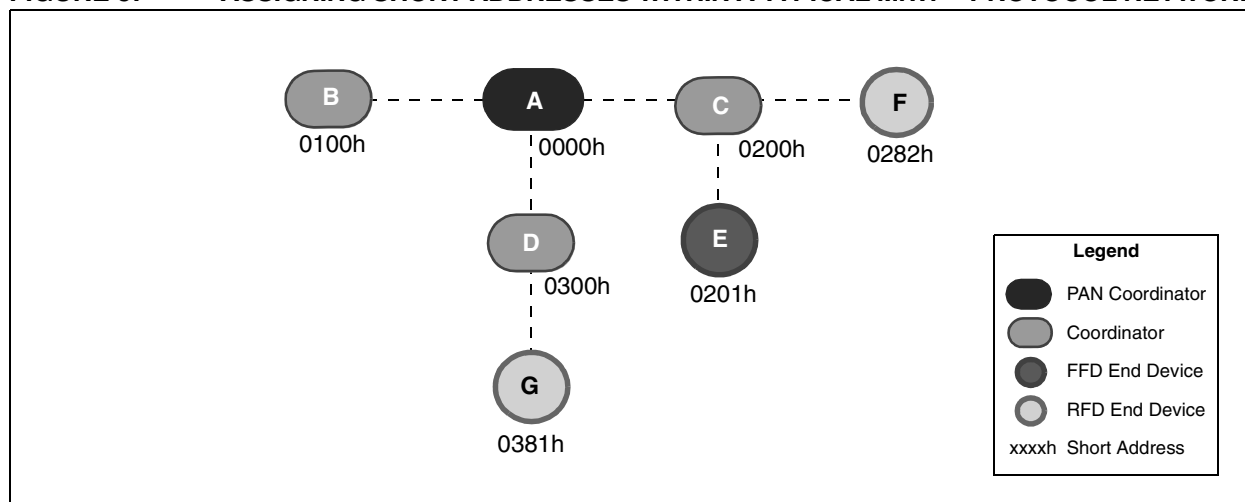 B
A
C
F
0100h
0000h
0200h
0282h
D
E
0300h
0201h
G
0381h
Legend
PAN Coordinator
Coordinator
FFD End Device
RFD End Device
xxxxh Short Address